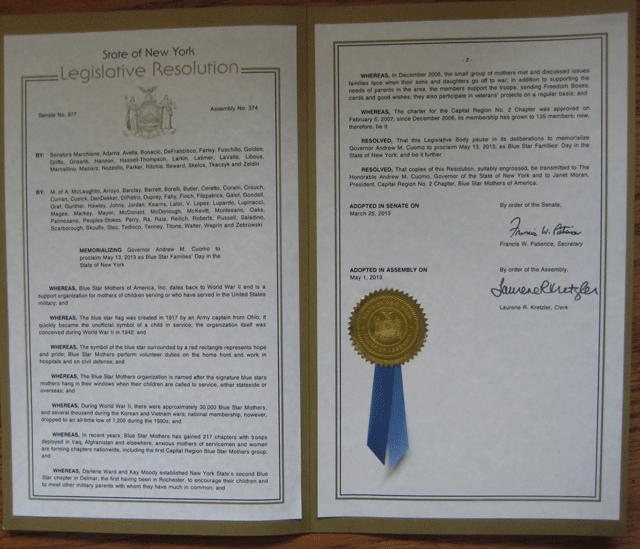 State of New York
Legislative Resolution
Senate No. 977
Assembly No. 374
BY: Senators Marchione, Adams, Avella, Bonacic, DeFrancisco, Farley, Fuschillo, Golden,
Griffo, Grisanti, Hannon, Hassell-Thompson, Larkin, Latimer, LaValle, Libous,
Marcellino, Maziarz, Nozzolio, Parker, Ritchie, Seward, Skelos, Tkaczyk and Zeldin
BY: M. of A. McLaughlin, Arroyo, Barclay, Barrett, Borelli, Butler, Ceretto, Corwin, Crouch,
Curran, Cusick, DenDekker, DiPietro, Duprey, Fahy, Finch, Fitzpatrick, Galef, Goodell,
Graf, Gunther, Hawley, Johns, Jordan, Kearns, Lalor, V. Lopez, Lupardo, Lupinacci,
Magee, Markey, Mayer, McDonald, McDonough, McKevitt, Montesano, Oaks,
Palmesano, Peoples-Stokes, Perry, Ra, Raia, Reilich, Roberts, Russell, Saladino,
Scarborough, Skoufis, Stec, Tedisco, Tenney, Titone, Walter, Weprin and Zebrowski
MEMORIALIZING Governor Andrew M. Cuomo to
proclaim May 13, 2013 as Blue Star Families' Day in the
State of New York
WHEREAS, Blue Star Mothers of America, Inc. dates back to World War II and is a
support organization for mothers of children serving or who have served in the United States
military; and
WHEREAS, The blue star flag was created in 1917 by an Army captain from Ohio; it
quickly became the unofficial symbol of a child in service; the organization itself was
conceived during World War II in 1942; and
WHEREAS, The symbol of the blue star surrounded by a red rectangle represents hope
and pride; Blue Star Mothers perform volunteer duties on the home front and work in
hospitals and on civil defense; and
WHEREAS, The Blue Star Mothers organization is named after the signature blue stars
mothers hang in their windows when their children are called to service, either stateside or
overseas; and
WHEREAS, During World War II, there were approximately 30,000 Blue Star Mothers,
and several thousand during the Korean and Vietnam wars; national membership, however,
dropped to an all-time low of 1,200 during the 1990s; and
WHEREAS, In recent years, Blue Star Mothers has gained 217 chapters with troops
deployed in Iraq, Afghanistan and elsewhere; anxious mothers of servicemen and women
are forming chapters nationwide, including the first Capital Region Blue Star Mothers group;
and
WHEREAS, Darlene Ward and Kay Moody established New York State's second Blue
Star chapter in Delmar; the first having been in Rochester, to encourage their children and
to meet other military parents with whom they have much in common; and
- 2 -
WHEREAS, In December 2006, the small group of mothers met and discussed issues
families face when their sons and daughters go off to war; in addition to supporting the
needs of parents in the area, the members support the troops, sending Freedom Boxes,
cards and good wishes; they also participate in veterans' projects on a regular basis; and
WHEREAS, The charter for the Capital Region No. 2 Chapter was approved on
February 6, 2007; since December 2006, its membership has grown to 135 members; now,
therefore, be it
RESOLVED, That this Legislative Body pause in its deliberations to memorialize
Governor Andrew M. Cuomo to proclaim May 13, 2013 as Blue Star Families' Day in the
State of New York; and be it further
RESOLVED, That copies of this Resolution, suitably engrossed, be transmitted to The
Honorable Andrew M. Cuomo, Governor of the State of New York and to Janet Moran,
President, Capital Region No. 2 Chapter, Blue Star Mothers of America.
ADOPTED IN SENATE ON
March 25, 2013
By order of the Senate,
Francis W. Patience
Francis W. Patience, Secretary
ADOPTED IN ASSEMBLY ON
May 1, 2013
By order of the Assembly,
Laurene R. Kretzler
Laurene R. Kretzler, Clerk